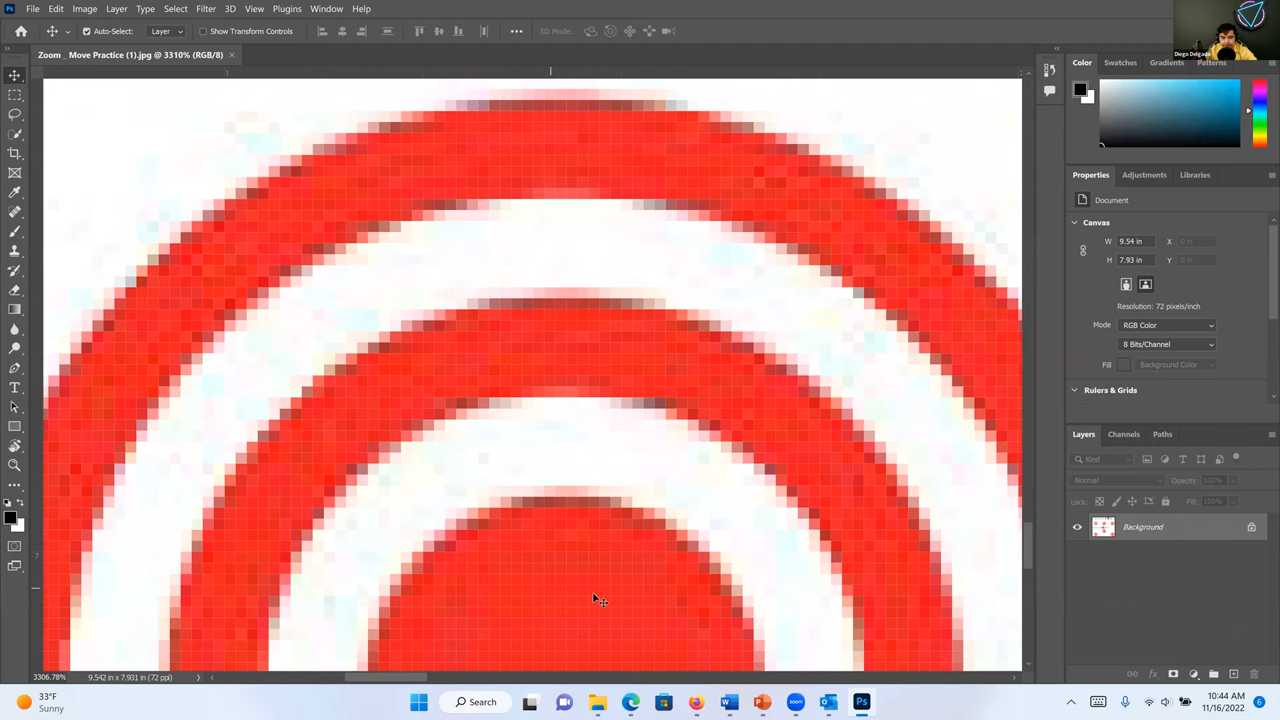 File Edit Image Layer Type Select Filter 3D View Plugins Window Help
Auto-Select: Layer Show Transform Controls 3D Mode:
Diego Delgado
Zoom _ Move Practice (1).jpg @ 3310% (RGB/8)
Color Swatches Gradients Patterns
Properties Adjustments Libraries
Document
Canvas
W 9.54 in X 0 in
H 7.93 in Y 0 in
Resolution: 72 pixels/inch
Mode RGB Color
8 Bits/Channel
Fill Background Color
Rulers & Grids
Layers Channels Paths
Kind
Normal Opacity: 100%
Lock: Fill: 100%
Background
3306.78% 9.542 in x 7.931 in (72 ppi)
33°F
Sunny
Search
10:44 AM
11/16/2022
6